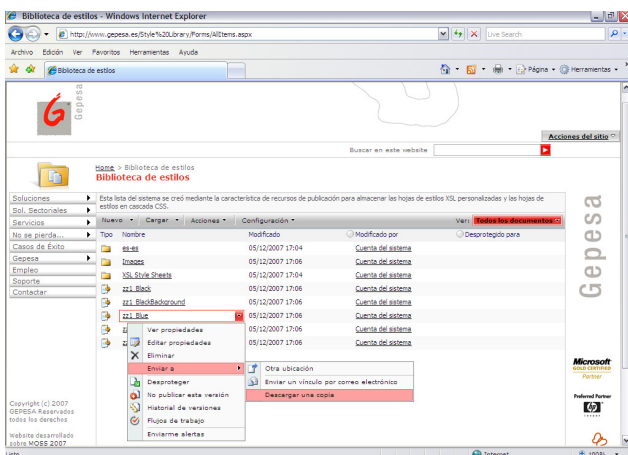 Biblioteca de estilos - Windows Internet Explorer
http://www.gepesa.es/Style%20Library/Forms/AllItems.aspx
Live Search
Archivo Edición Ver Favoritos Herramientas Ayuda
Biblioteca de estilos
Página Herramientas
G Gepesa
Acciones del sitio
Buscar en este website
Home > Biblioteca de estilos
Biblioteca de estilos
Soluciones
Sol. Sectoriales
Servicios
No se pierda...
Casos de Éxito
Gepesa
Empleo
Soporte
Contactar
Esta lista del sistema se creó mediante la característica de recursos de publicación para almacenar las hojas de estilos XSL personalizadas y las hojas de
estilos en cascada CSS.
Nuevo Cargar Acciones Configuración Ver: Todos los documentos
Tipo Nombre Modificado Modificado por Desprotegido para
es-es 05/12/2007 17:04 Cuenta del sistema
Images 05/12/2007 17:06 Cuenta del sistema
XSL Style Sheets 05/12/2007 17:04 Cuenta del sistema
zz1_Black 05/12/2007 17:06 Cuenta del sistema
zz1_BlackBackground 05/12/2007 17:06 Cuenta del sistema
zz1_Blue 05/12/2007 17:06 Cuenta del sistema
05/12/2007 17:06 Cuenta del sistema
05/12/2007 17:06 Cuenta del sistema
Ver propiedades
Editar propiedades
Eliminar
Enviar a
Desproteger
No publicar esta versión
Historial de versiones
Flujos de trabajo
Enviarme alertas
Otra ubicación
Enviar un vínculo por correo electrónico
Descargar una copia
Gepesa
Microsoft
GOLD CERTIFIED
Partner
Preferred Partner
hp
Copyright (c) 2007
GEPESA Reservados
todos los derechos
Website desarrollado
sobre MOSS 2007
Listo Internet 100%